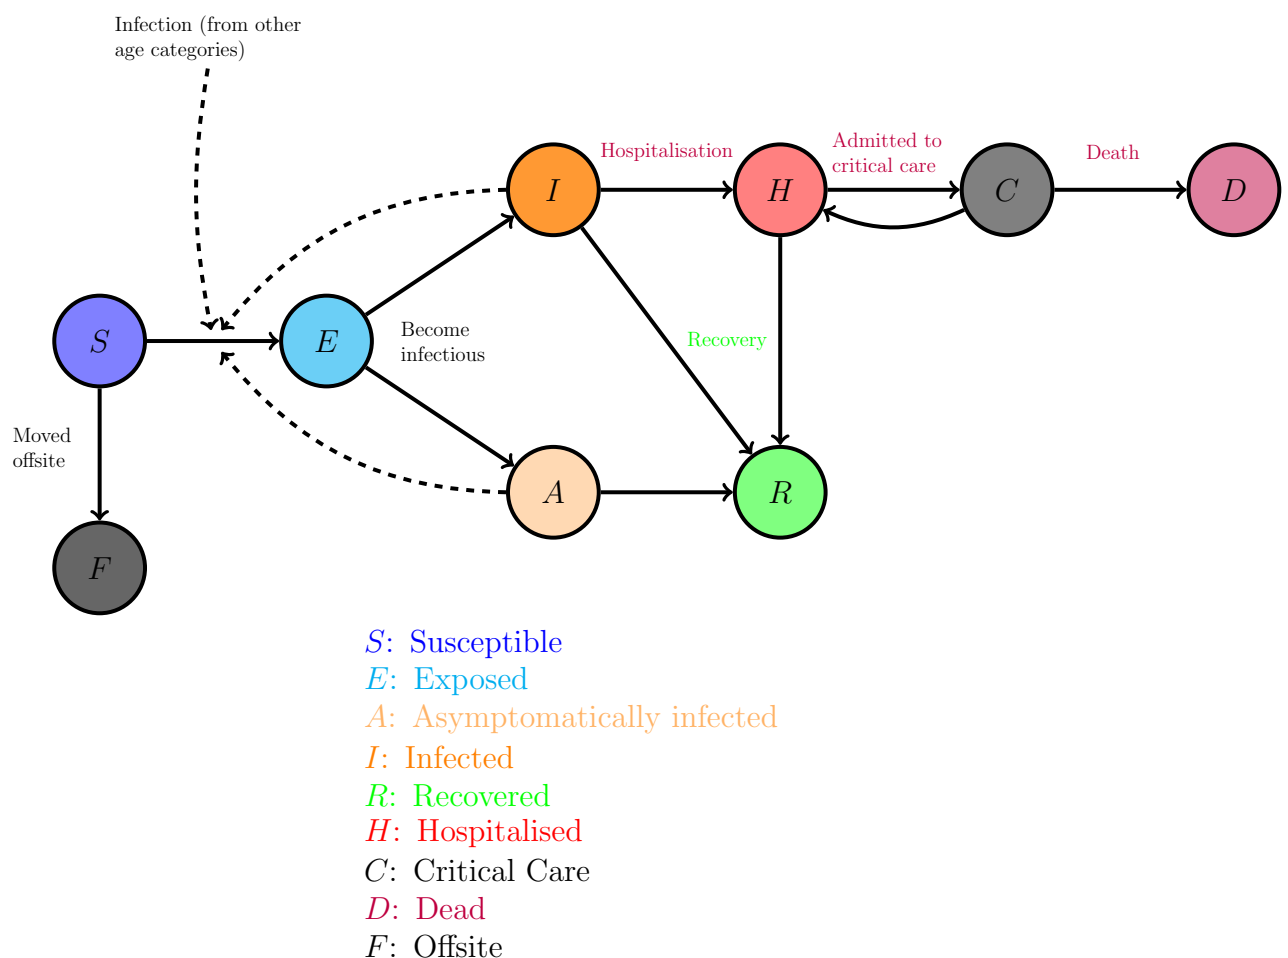 Infection (from other
age categories)
Hospitalisation
Admitted to
critical care
Death
I
H
C
D
S
E
Become
infectious
Recovery
Moved
offsite
A
R
F
S: Susceptible
E: Exposed
A: Asymptomatically infected
I: Infected
R: Recovered
H: Hospitalised
C: Critical Care
D: Dead
F: Offsite